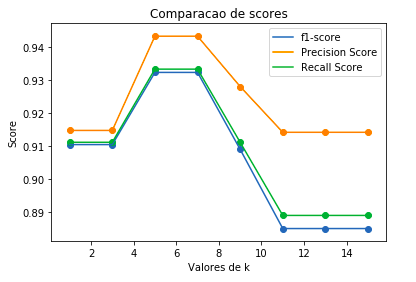 Comparacao de scores
f1-score
Precision Score
Recall Score
0.94
0.93
0.92
0.91
0.90
0.89
Score
2 4 6 8 10 12 14
Valores de k